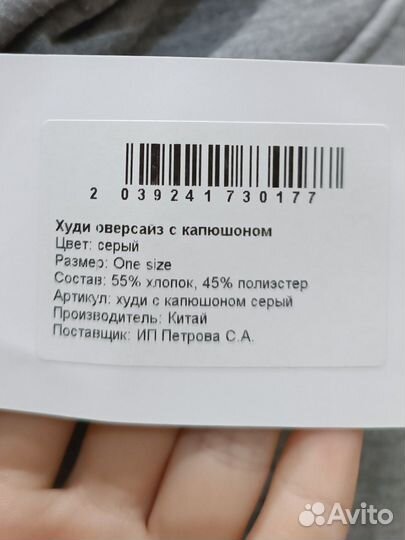 2 039241 730177
Худи оверсайз с капюшоном
Цвет: серый
Размер: One size
Состав: 55% хлопок, 45% полиэстер
Артикул: худи с капюшоном серый
Производитель: Китай
Поставщик: ИП Петрова С.А.
Avito